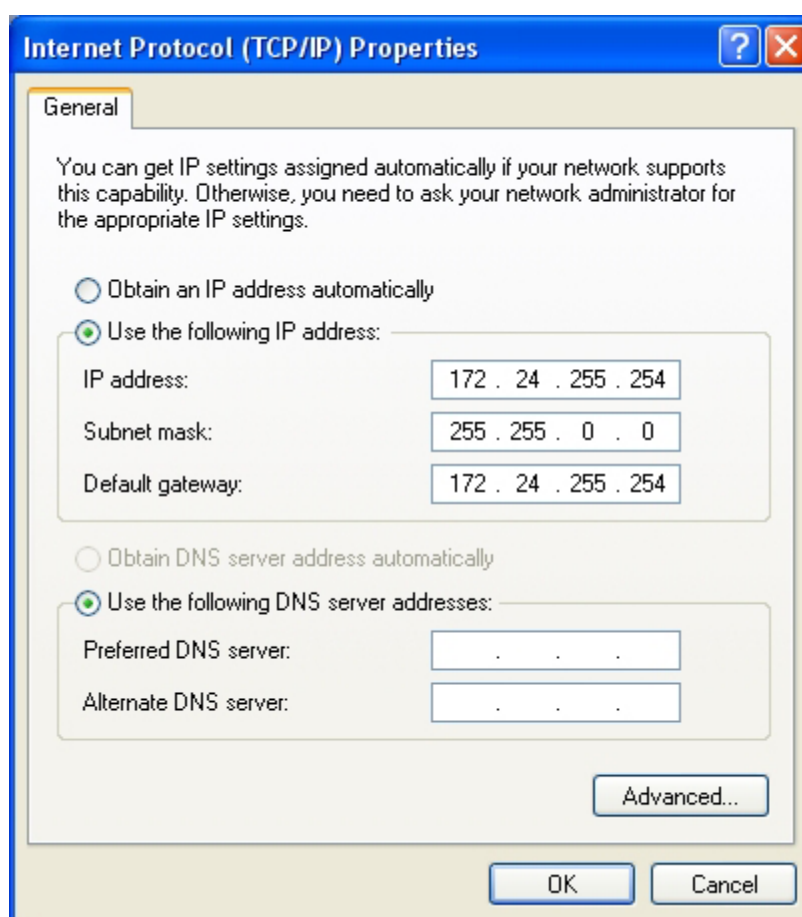 Internet Protocol (TCP/IP) Properties
General
You can get IP settings assigned automatically if your network supports
this capability. Otherwise, you need to ask your network administrator for
the appropriate IP settings.
Obtain an IP address automatically
Use the following IP address:
IP address: 172 . 24 . 255 . 254
Subnet mask: 255 . 255 . 0 . 0
Default gateway: 172 . 24 . 255 . 254
Obtain DNS server address automatically
Use the following DNS server addresses:
Preferred DNS server: . . .
Alternate DNS server: . . .
Advanced...
OK Cancel